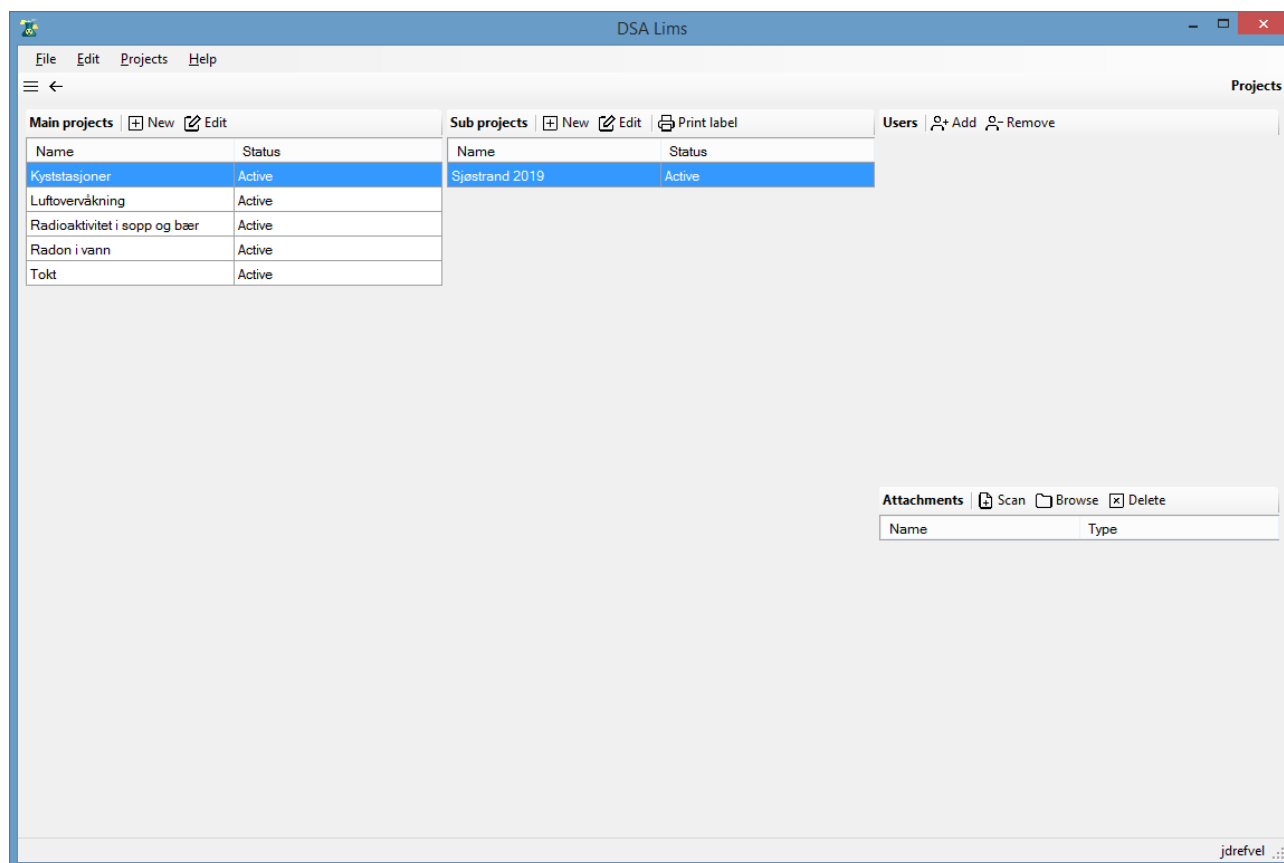 DSA Lims
File Edit Projects Help
Projects
Main projects New Edit
Name Status
Kyststasjoner Active
Luftovervåkning Active
Radioaktivitet i sopp og bær Active
Radon i vann Active
Tokt Active
Sub projects New Edit Print label
Name Status
Sjøstrand 2019 Active
Users Add Remove
Attachments Scan Browse Delete
Name Type
jdrefvel